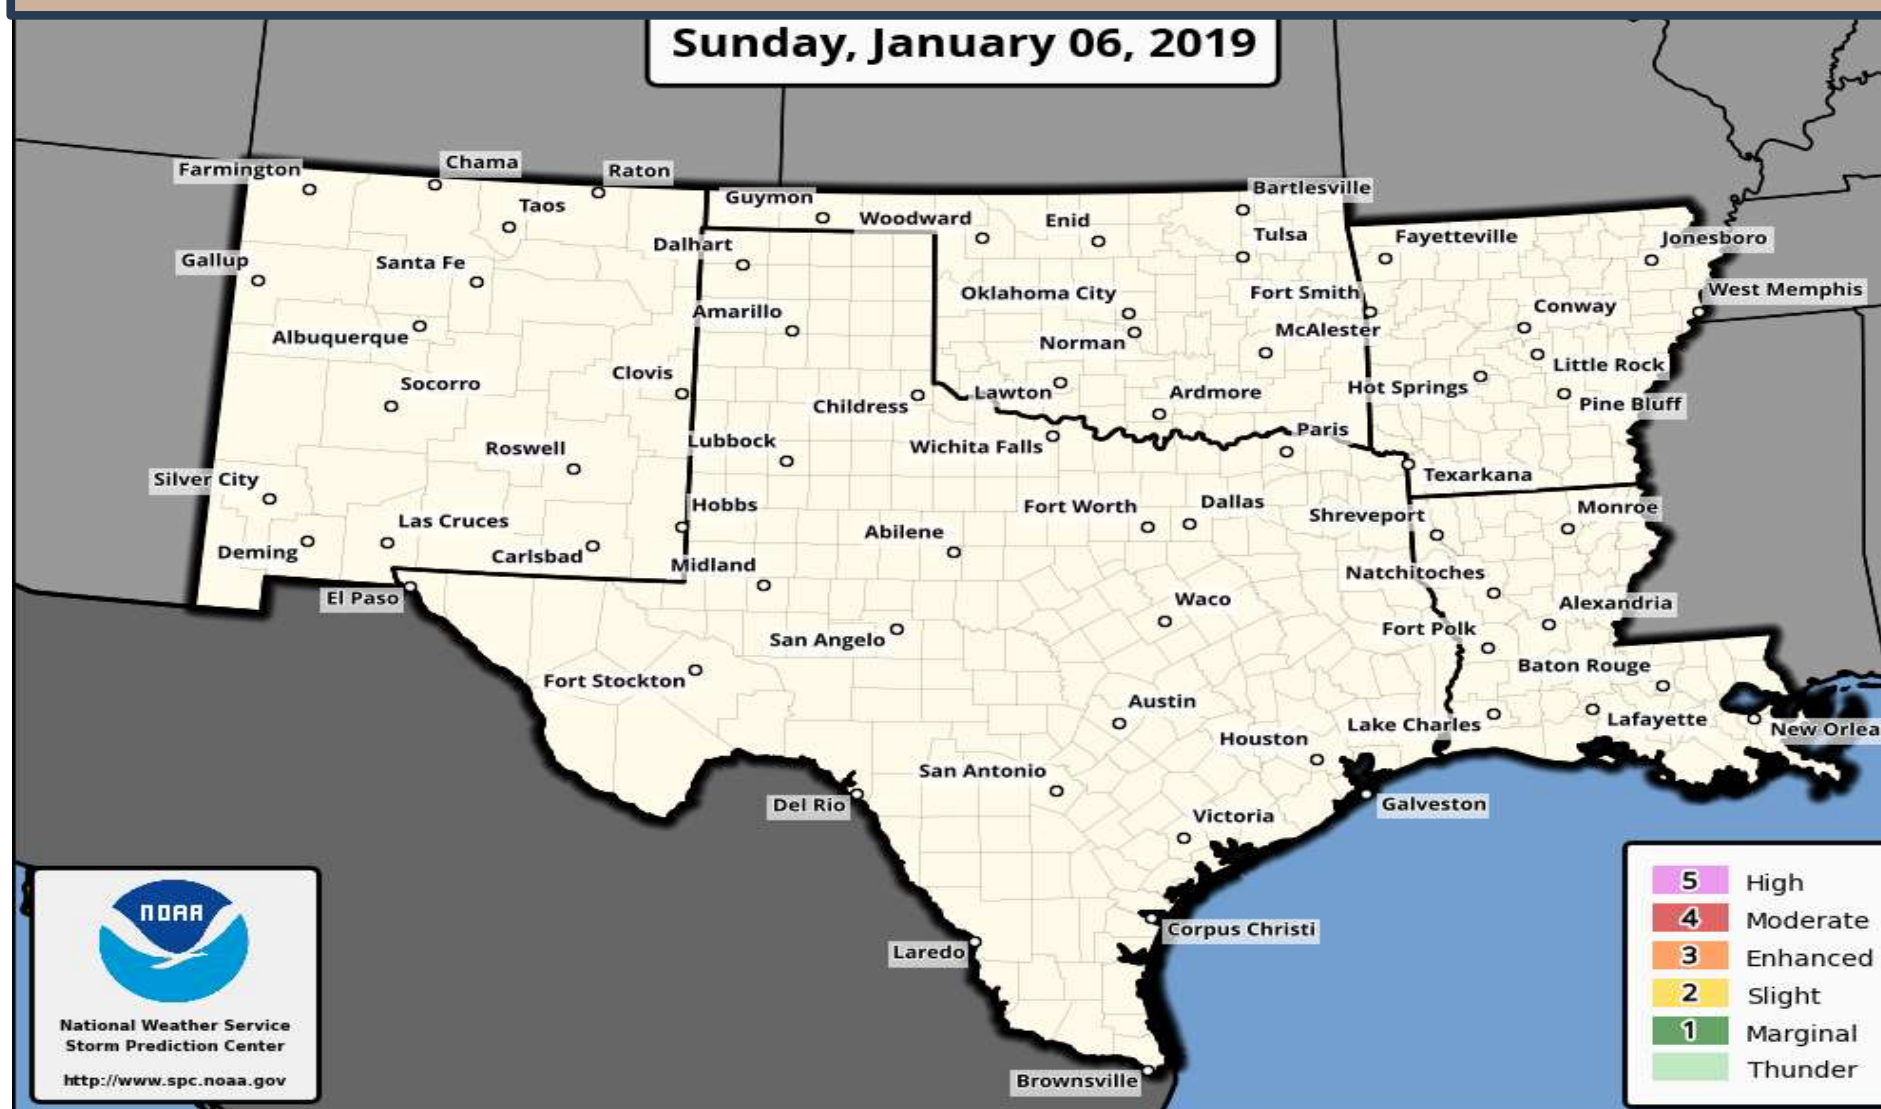 Sunday, January 06, 2019
Chama
Farmington
Raton
Bartlesville
Guymon
Taos
Woodward
Enid
Tulsa
Fayetteville
Jonesboro
Dalhart
Gallup
Santa Fe
West Memphis
Oklahoma City
Fort Smith
Conway
Amarillo
McAlester
Albuquerque
Norman
Little Rock
Clovis
Socorro
Hot Springs
Lawton
Ardmore
Pine Bluff
Childress
Paris
Lubbock
Wichita Falls
Roswell
Texarkana
Silver City
Hobbs
Dallas
Fort Worth
Monroe
Shreveport
Las Cruces
Abilene
Deming
Carlsbad
Midland
Natchitoches
El Paso
Waco
Alexandria
Fort Polk
San Angelo
Baton Rouge
Fort Stockton
Austin
Lafayette
Lake Charles
New Orlea
Houston
San Antonio
Del Rio
Galveston
Victoria
Corpus Christi
Laredo
Brownsville
NOAA
National Weather Service
Storm Prediction Center
http://www.spc.noaa.gov
5 High
4 Moderate
3 Enhanced
2 Slight
1 Marginal
Thunder